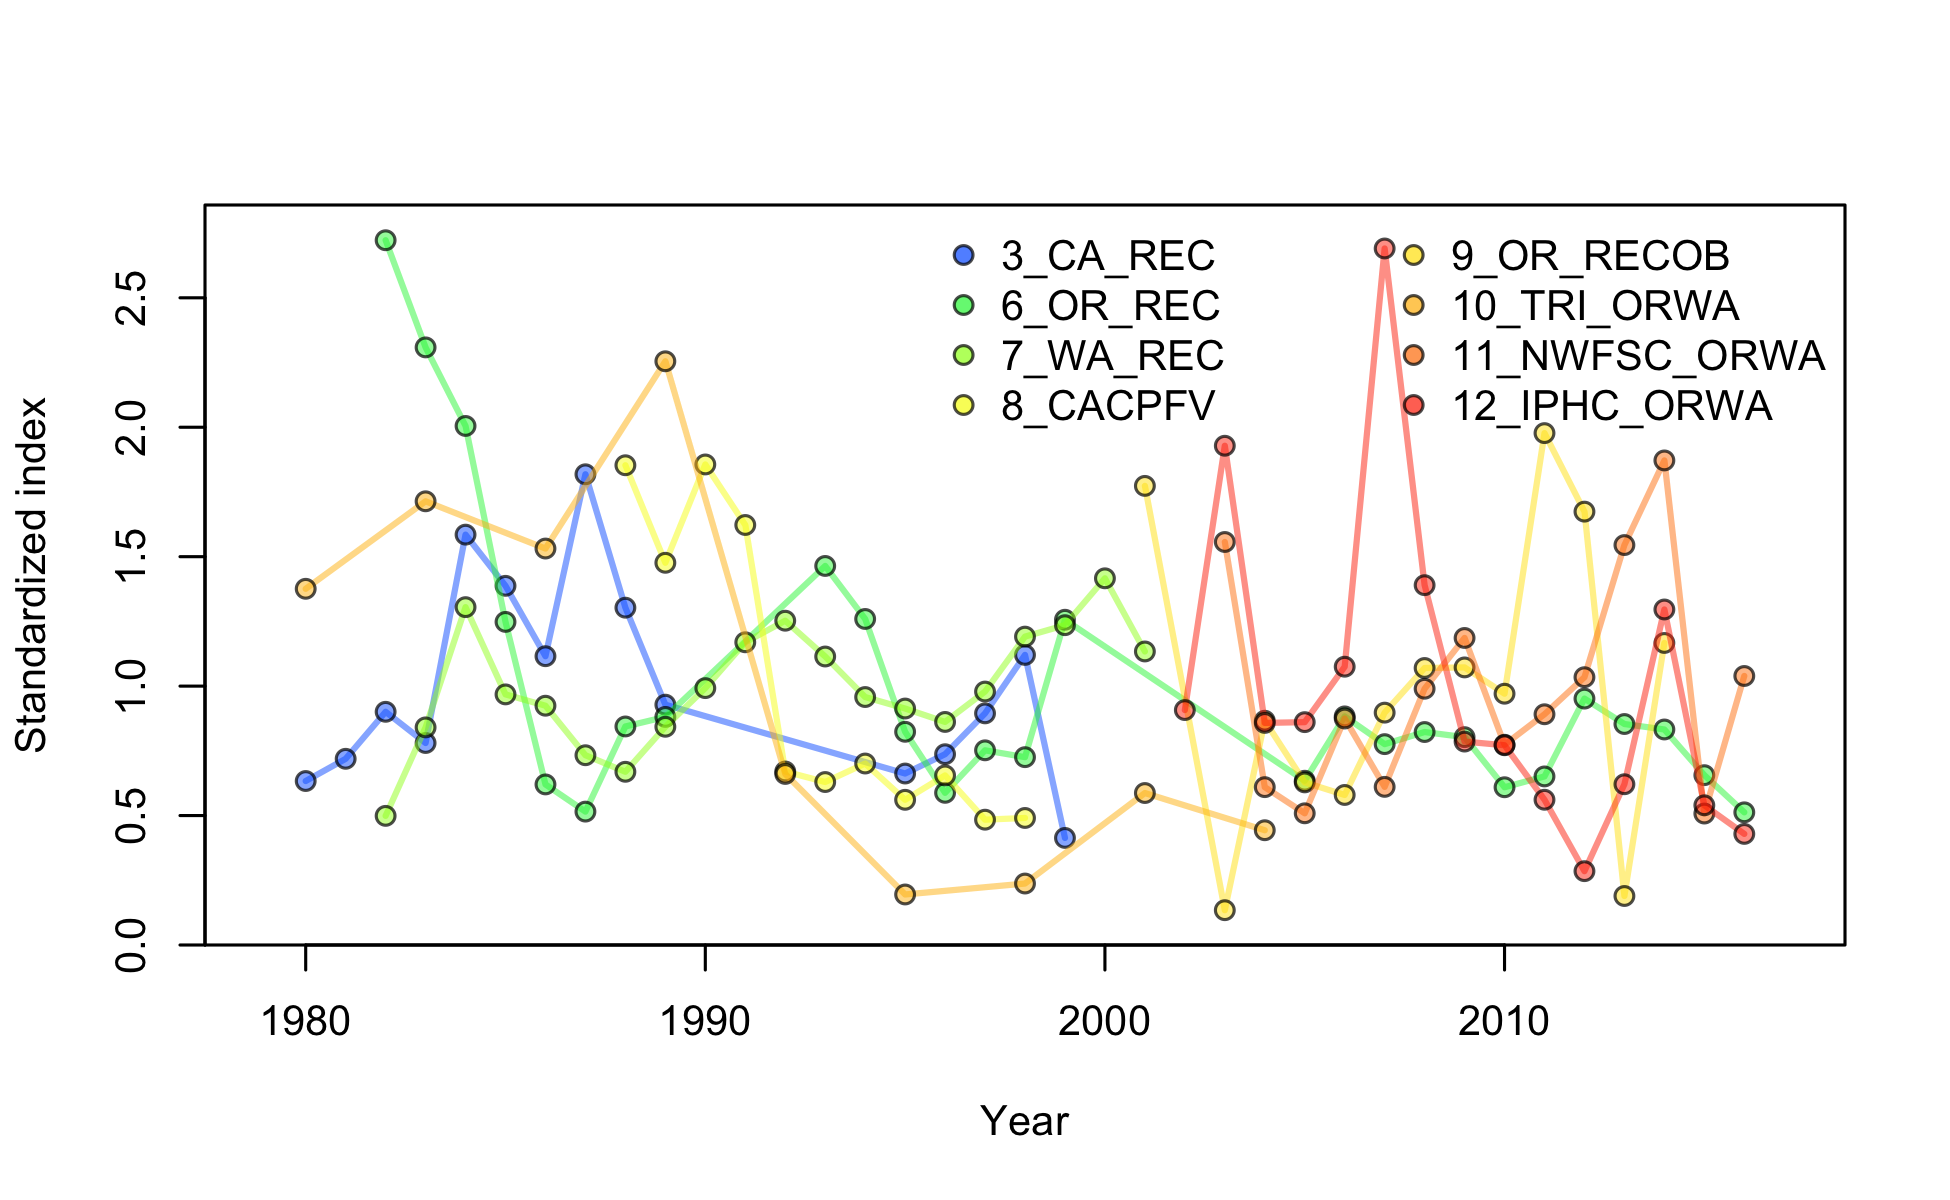 3_CA_REC
6_OR_REC
7_WA_REC
8_CACPFV
9_OR_RECOB
10_TRI_ORWA
11_NWFSC_ORWA
12_IPHC_ORWA
Standardized index
2.5
2.0
1.5
1.0
0.5
0.0
1980 1990 2000 2010
Year